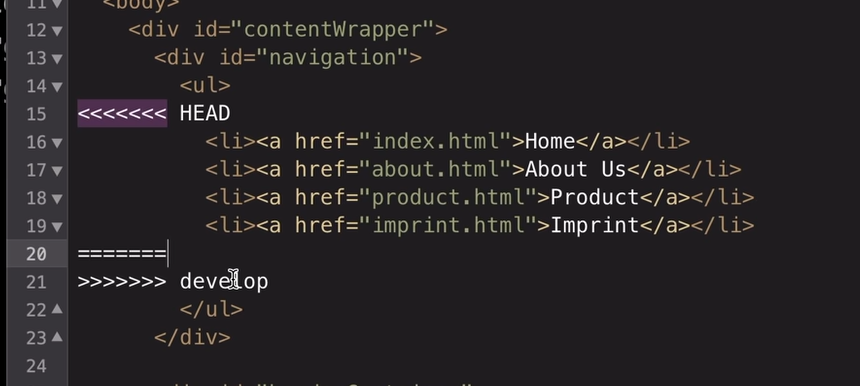 11 <body>
12 <div id="contentWrapper">
13 <div id="navigation">
14 <ul>
15 <<<<<<< HEAD
16 <li><a href="index.html">Home</a></li>
17 <li><a href="about.html">About Us</a></li>
18 <li><a href="product.html">Product</a></li>
19 <li><a href="imprint.html">Imprint</a></li>
20 =======
21 >>>>>>> develop
22 </ul>
23 </div>
24